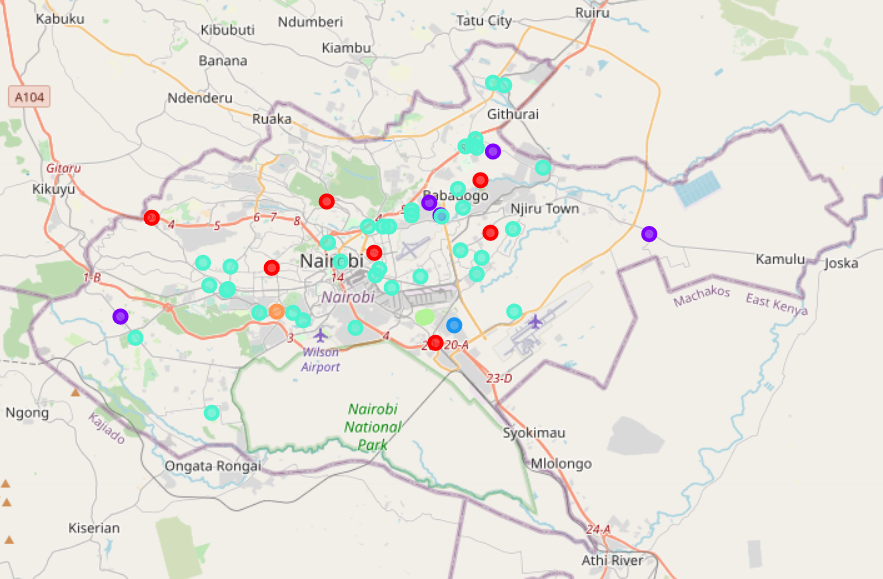 Kabuku
Kibubuti
Ndumberi
Tatu City
Ruiru
Kiambu
Banana
A104
Ndenderu
Ruaka
Githurai
Gitaru
Kikuyu
Babadogo
Njiru Town
4
5
6
7
8
4
5
Nairobi
Kamulu
Joska
1-B
14
Nairobi
Machakos
East Kenya
3
4
20-A
Wilson
Airport
23-D
Ngong
Kajiado
Nairobi
National
Park
Syokimau
Ongata Rongai
Mlolongo
Kiserian
24-A
Athi River